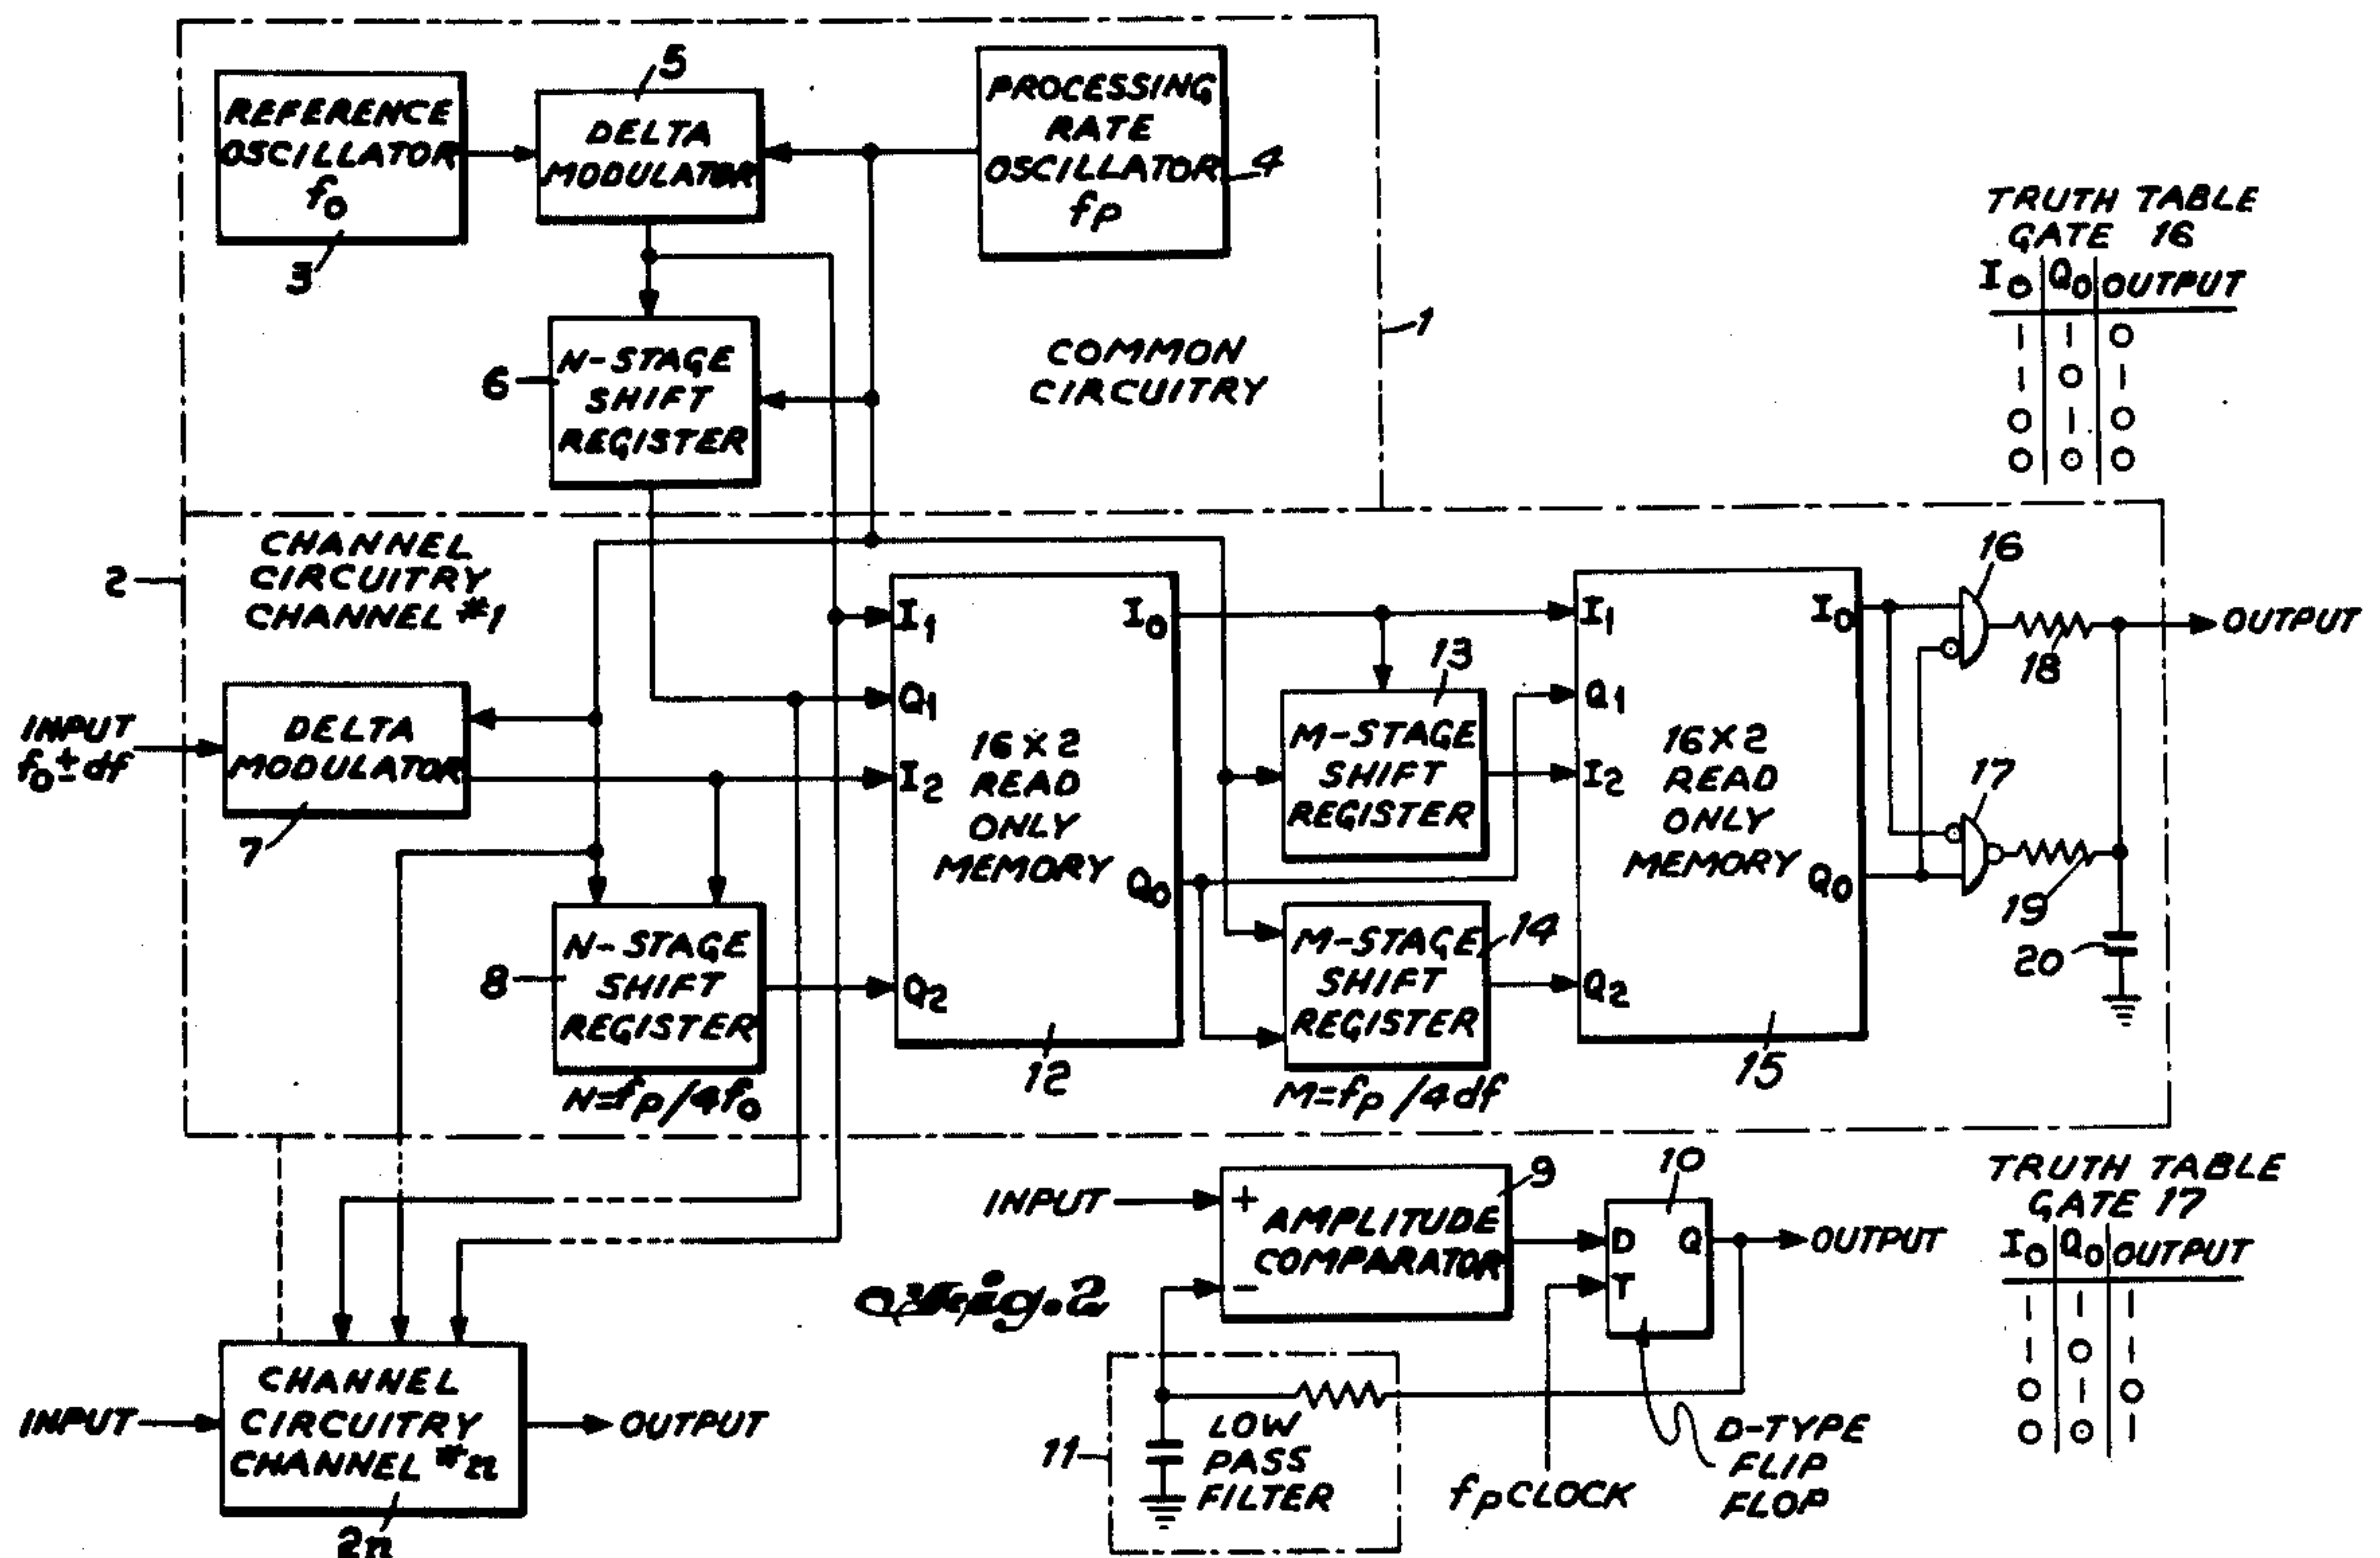 REFERENCE
OSCILLATOR
f0
3
5
DELTA
MODULATOR
PROCESSING
RATE
OSCILLATOR
fP
4
N-STAGE
SHIFT
REGISTER
6
COMMON
CIRCUITRY
1
TRUTH TABLE
GATE 16
I0 Q0 OUTPUT
1 1 0
1 0 1
0 1 0
0 0 0
2
CHANNEL
CIRCUITRY
CHANNEL #1
INPUT
f0±df
DELTA
MODULATOR
7
N-STAGE
SHIFT
REGISTER
8
N=fP/4f0
I1
Q1
I2
Q2
I0
Q0
16X2
READ
ONLY
MEMORY
12
13
M-STAGE
SHIFT
REGISTER
M-STAGE
SHIFT
REGISTER
14
M=fP/4df
I1
Q1
I2
Q2
I0
Q0
16X2
READ
ONLY
MEMORY
15
16
18
OUTPUT
17
19
20
INPUT
CHANNEL
CIRCUITRY
CHANNEL #n
2n
OUTPUT
Fig.2
INPUT
+
-
AMPLITUDE
COMPARATOR
9
10
D Q
T
OUTPUT
11
LOW
PASS
FILTER
fP CLOCK
D-TYPE
FLIP
FLOP
TRUTH TABLE
GATE 17
I0 Q0 OUTPUT
1 1 1
1 0 1
0 1 0
0 0 1